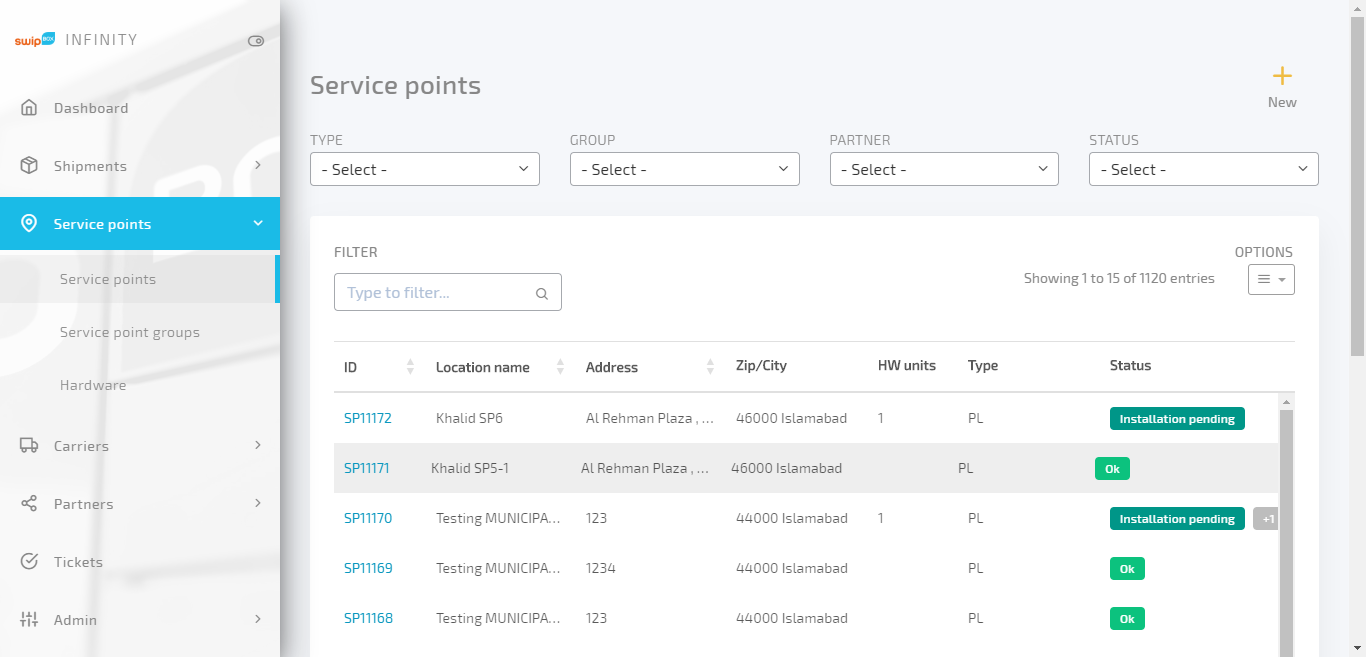 swip BOX INFINITY
Dashboard
Shipments
Service points
Service points
Service point groups
Hardware
Carriers
Partners
Tickets
Admin
Service points
New
TYPE GROUP PARTNER STATUS
- Select - - Select - - Select - - Select -
FILTER OPTIONS
Type to filter... Showing 1 to 15 of 1120 entries
ID Location name Address Zip/City HW units Type Status
SP11172 Khalid SP6 Al Rehman Plaza , ... 46000 Islamabad 1 PL Installation pending
SP11171 Khalid SP5-1 Al Rehman Plaza , ... 46000 Islamabad PL Ok
SP11170 Testing MUNICIPA... 123 44000 Islamabad 1 PL Installation pending +1
SP11169 Testing MUNICIPA... 1234 44000 Islamabad PL Ok
SP11168 Testing MUNICIPA... 123 44000 Islamabad PL Ok